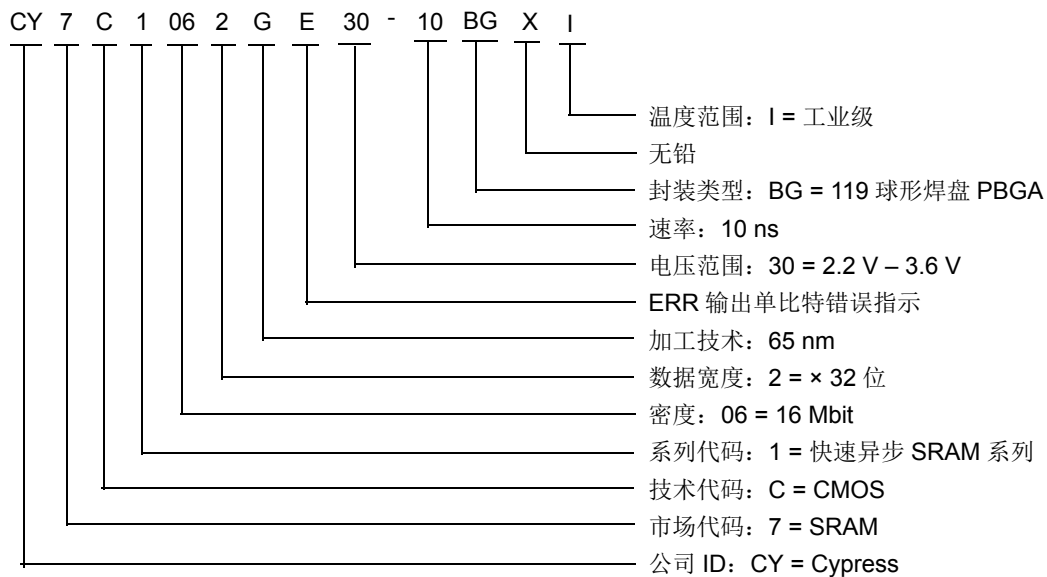 CY 7 C 1 06 2 G E 30 - 10 BG X I
温度范围：I = 工业级
无铅
封装类型：BG = 119 球形焊盘 PBGA
速率：10 ns
电压范围：30 = 2.2 V – 3.6 V
ERR 输出单比特错误指示
加工技术：65 nm
数据宽度：2 = × 32 位
密度：06 = 16 Mbit
系列代码：1 = 快速异步 SRAM 系列
技术代码：C = CMOS
市场代码：7 = SRAM
公司 ID：CY = Cypress